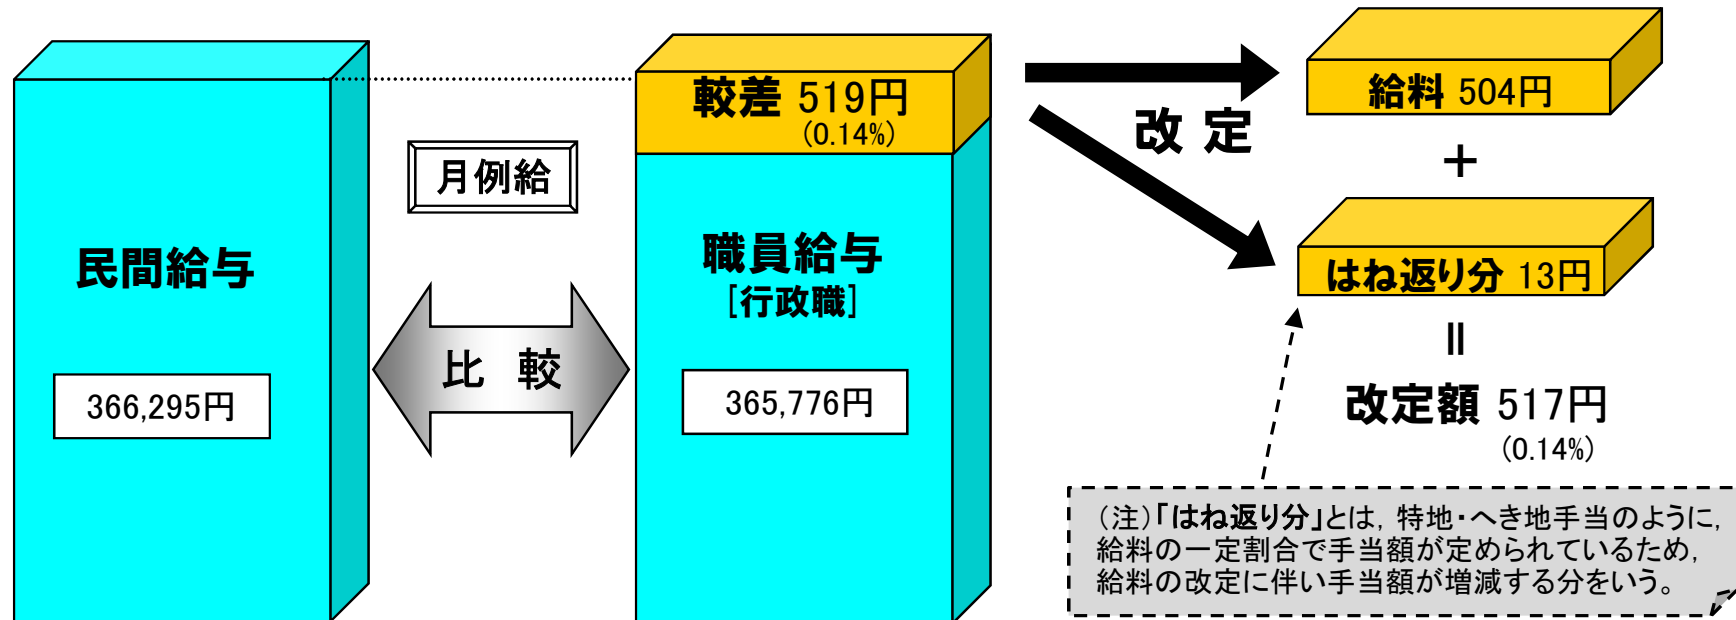 民間給与
366,295円
月例給
比 較
較差 519円
(0.14%)
職員給与
[行政職]
365,776円
改 定
給料 504円
+
はね返り分 13円
=
改定額 517円
(0.14%)
(注)「はね返り分」とは, 特地・へき地手当のように,
給料の一定割合で手当額が定められているため,
給料の改定に伴い手当額が増減する分をいう。